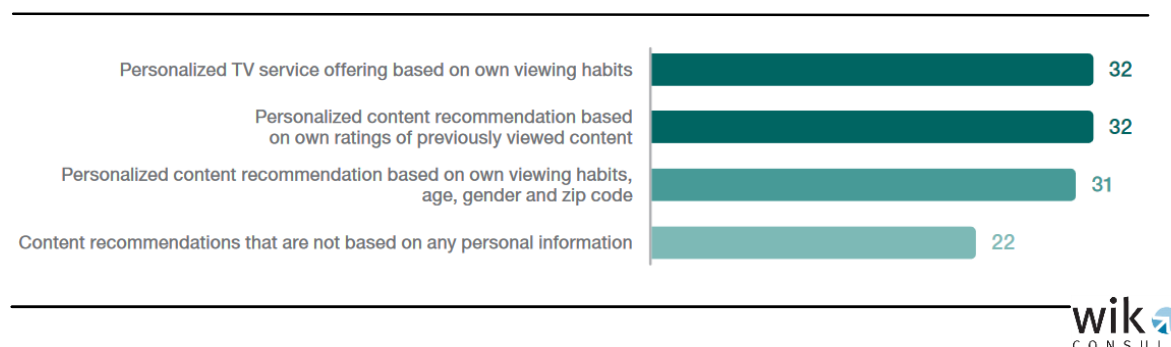 Personalized TV service offering based on own viewing habits
32
Personalized content recommendation based
on own ratings of previously viewed content
32
Personalized content recommendation based on own viewing habits,
age, gender and zip code
31
Content recommendations that are not based on any personal information
22
wik